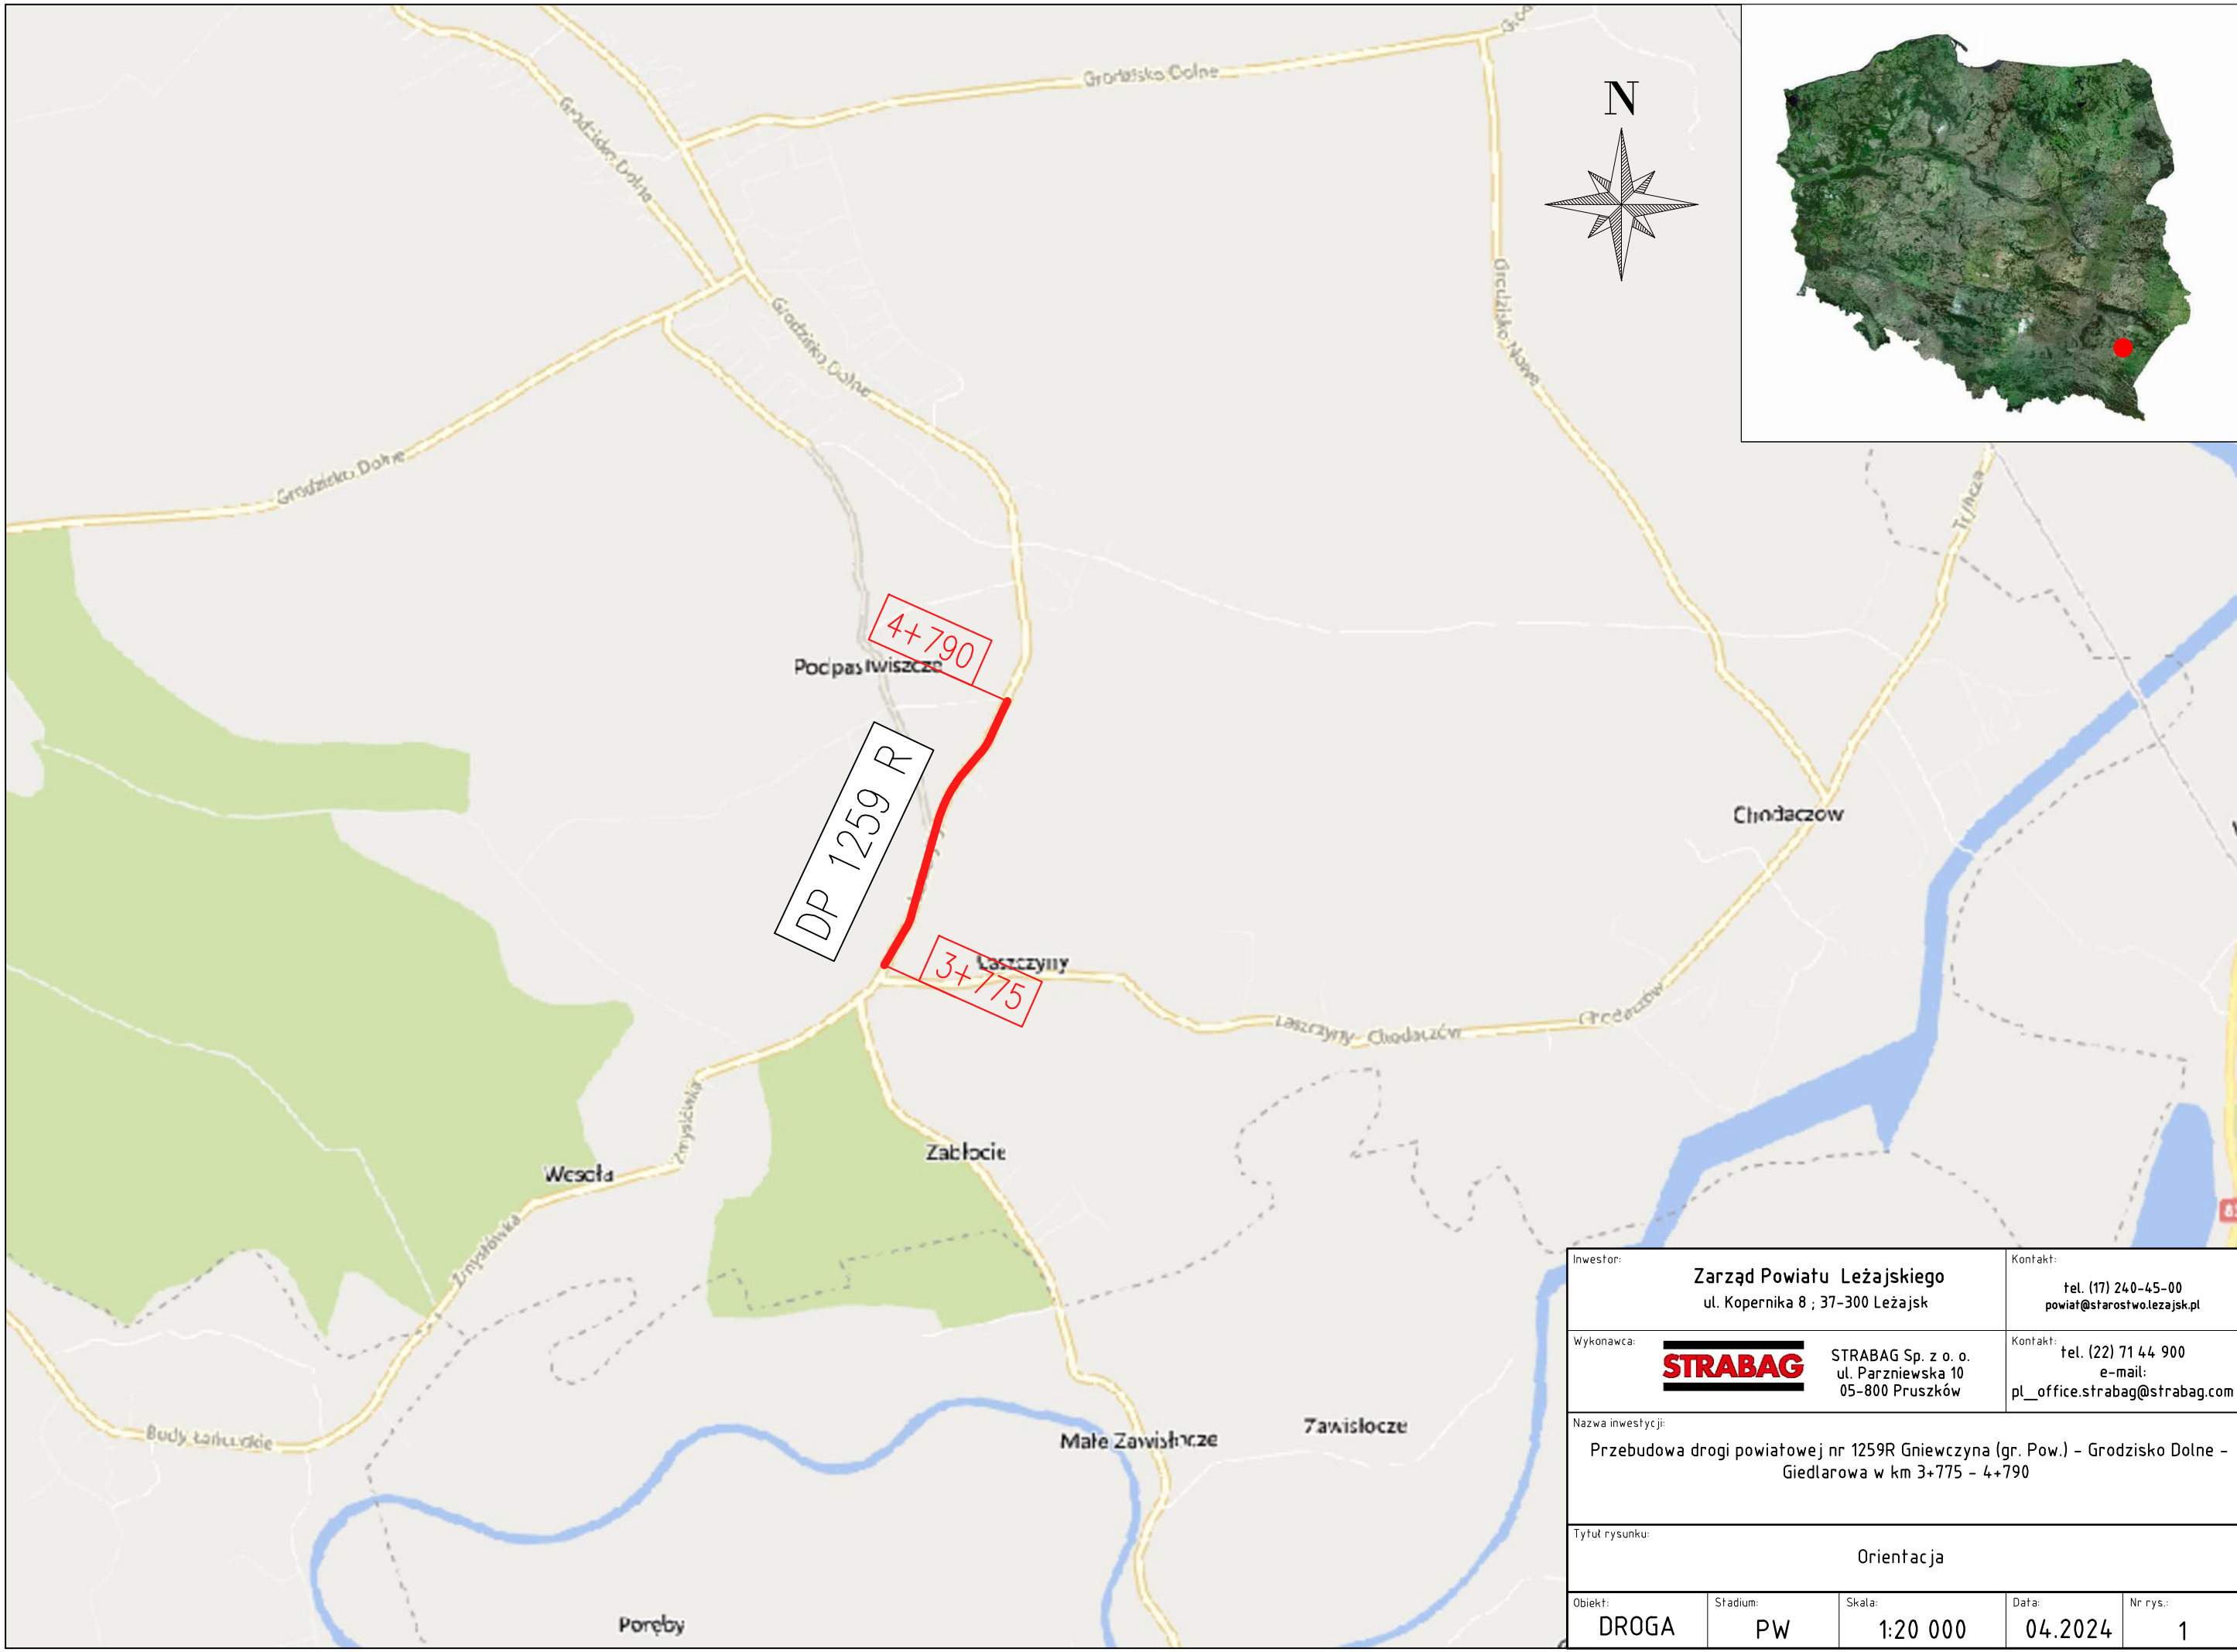 Grodzisko Dolne
Grodzisko Dolne
N
Grodzisko Dolne
Grodzisko Nowe
Grodzisko Dolne
4+790
Podpastwiszcze
DP 1259 R
Chodaczów
3+775
Laszczyny
Laszczyny - Chodaczów
Chodaczów
Zmysłówka
Zabłocie
Wesoła
Zmysłówka
Budy Łańcuckie
Małe Zawisłocze
Zawisłocze
Poręby
Inwestor:
Zarząd Powiatu Leżajskiego
ul. Kopernika 8 ; 37-300 Leżajsk
Kontakt:
tel. (17) 240-45-00
powiat@starostwo.lezajsk.pl
Wykonawca:
STRABAG
STRABAG Sp. z o. o.
ul. Parzniewska 10
05-800 Pruszków
Kontakt:
tel. (22) 71 44 900
e-mail:
pl_office.strabag@strabag.com
Nazwa inwestycji:
Przebudowa drogi powiatowej nr 1259R Gniewczyna (gr. Pow.) - Grodzisko Dolne -
Giedlarowa w km 3+775 - 4+790
Tytuł rysunku:
Orientacja
Obiekt:
DROGA
Stadium:
PW
Skala:
1:20 000
Data:
04.2024
Nr rys.:
1